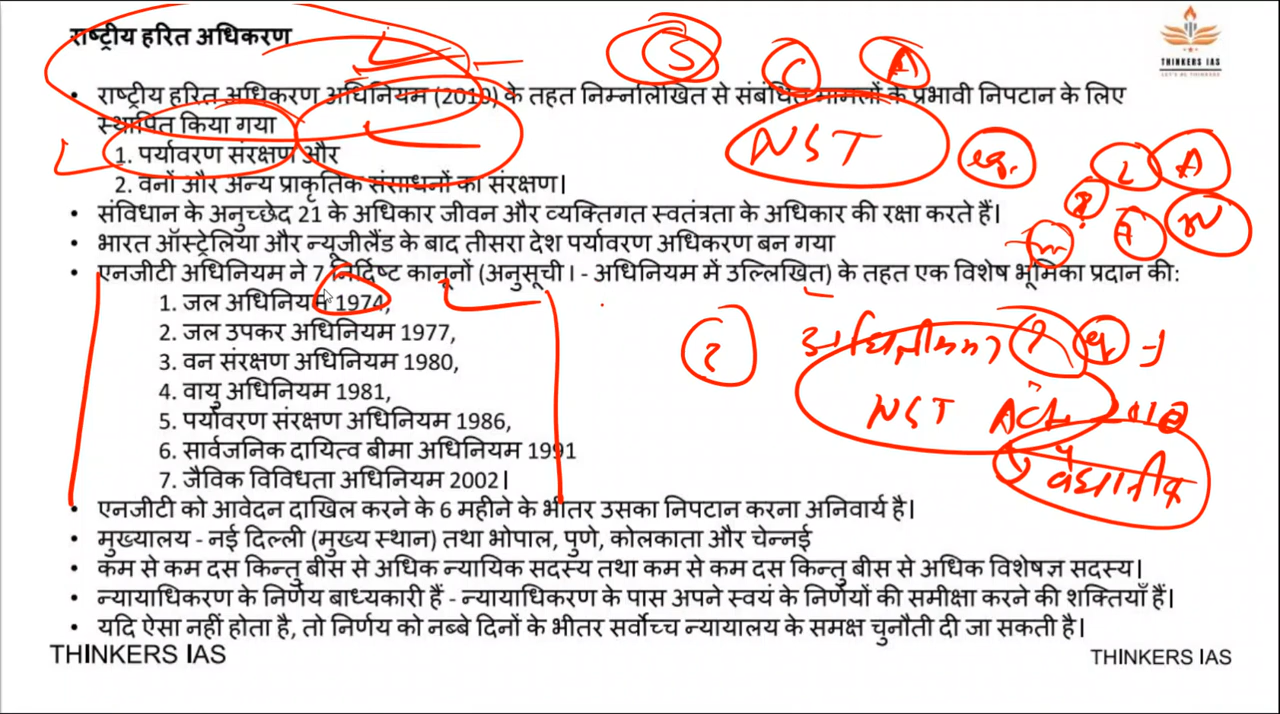 राष्ट्रीय हरित अधिकरण
THINKERS IAS
LET'S BE THINKERS
S C A
• राष्ट्रीय हरित अधिकरण अधिनियम (2010) के तहत निम्नलिखित से संबंधित मामलों के प्रभावी निपटान के लिए
स्थापित किया गया
1. पर्यावरण संरक्षण और
2. वनों और अन्य प्राकृतिक संसाधनों का संरक्षण।
NST
eg.
L A
• संविधान के अनुच्छेद 21 के अधिकार जीवन और व्यक्तिगत स्वतंत्रता के अधिकार की रक्षा करते हैं।
• भारत ऑस्ट्रेलिया और न्यूजीलैंड के बाद तीसरा देश पर्यावरण अधिकरण बन गया
• एनजीटी अधिनियम ने 7 निर्दिष्ट कानूनों (अनुसूची। - अधिनियम में उल्लिखित) के तहत एक विशेष भूमिका प्रदान की:
1. जल अधिनियम 1974,
2. जल उपकर अधिनियम 1977,
3. वन संरक्षण अधिनियम 1980,
4. वायु अधिनियम 1981,
5. पर्यावरण संरक्षण अधिनियम 1986,
6. सार्वजनिक दायित्व बीमा अधिनियम 1991
7. जैविक विविधता अधिनियम 2002।
NST Act
• एनजीटी को आवेदन दाखिल करने के 6 महीने के भीतर उसका निपटान करना अनिवार्य है।
• मुख्यालय - नई दिल्ली (मुख्य स्थान) तथा भोपाल, पुणे, कोलकाता और चेन्नई
• कम से कम दस किन्तु बीस से अधिक न्यायिक सदस्य तथा कम से कम दस किन्तु बीस से अधिक विशेषज्ञ सदस्य।
• न्यायाधिकरण के निर्णय बाध्यकारी हैं - न्यायाधिकरण के पास अपने स्वयं के निर्णयों की समीक्षा करने की शक्तियाँ हैं।
• यदि ऐसा नहीं होता है, तो निर्णय को नब्बे दिनों के भीतर सर्वोच्च न्यायालय के समक्ष चुनौती दी जा सकती है।
THINKERS IAS
THINKERS IAS